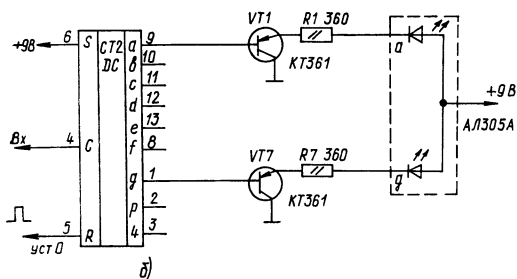 VT1 R1 360
+9В 6 S CT2 a 9 a
DC в 10 КТ361
c 11 +9В
d 12 АЛ305А
e 13
Вх 4 C f 8 VT7 R7 360
g 1 g
p 2 КТ361
5 R 4 3
уст 0
б)